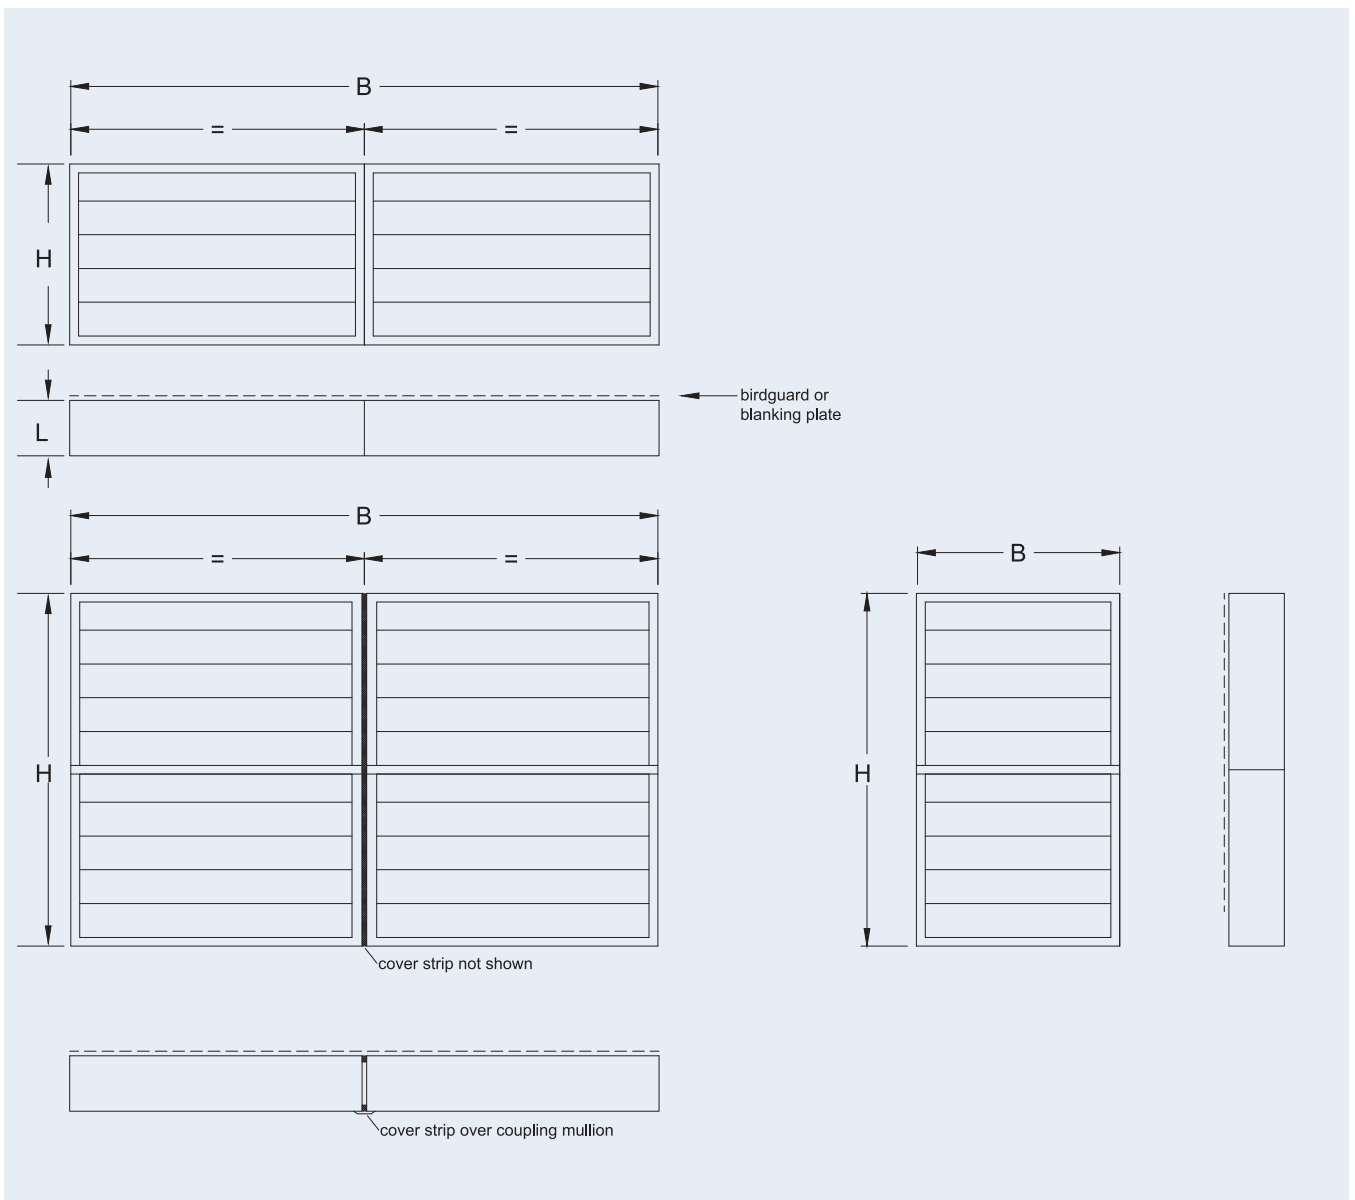 B
= =
H
birdguard or
blanking plate
L
B
= =
B
H
H
cover strip not shown
cover strip over coupling mullion